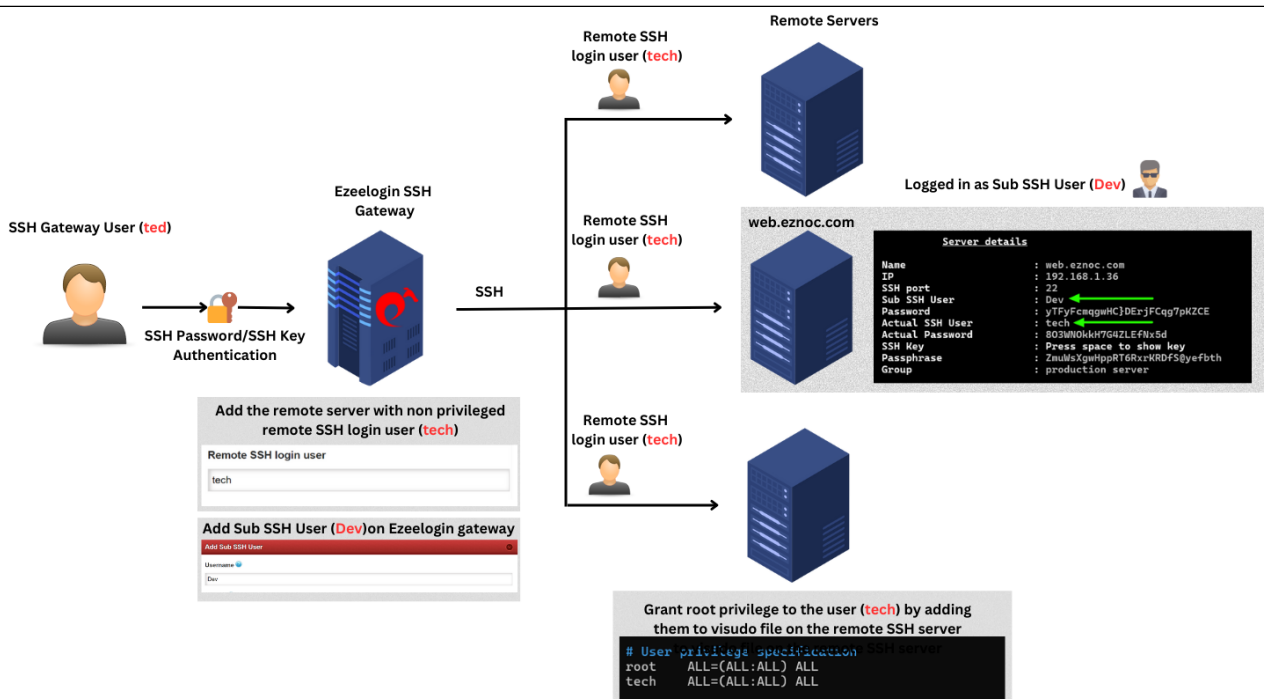 Remote Servers
Remote SSH
login user (tech)
Logged in as Sub SSH User (Dev)
Ezeelogin SSH
Gateway
SSH Gateway User (ted)
SSH Password/SSH Key
Authentication
SSH
Remote SSH
login user (tech)
web.eznoc.com
Server details
Name : web.eznoc.com
IP : 192.168.1.36
SSH port : 22
Sub SSH User : Dev
Password : yTFyFcmqgwHC}DErjFCqg7pKZCE
Actual SSH User : tech
Actual Password : 8O3WNOkkH7G4ZLEfNx5d
SSH Key : Press space to show key
Passphrase : ZmuWsXgwHppRT6RxrKRDfS@yefbth
Group : production server
Add the remote server with non privileged
remote SSH login user (tech)
Remote SSH login user
tech
Add Sub SSH User (Dev)on Ezeelogin gateway
Add Sub SSH User
Username
Dev
Remote SSH
login user (tech)
Grant root privilege to the user (tech) by adding
them to visudo file on the remote SSH server
# User privilege specification
root ALL=(ALL:ALL) ALL
tech ALL=(ALL:ALL) ALL